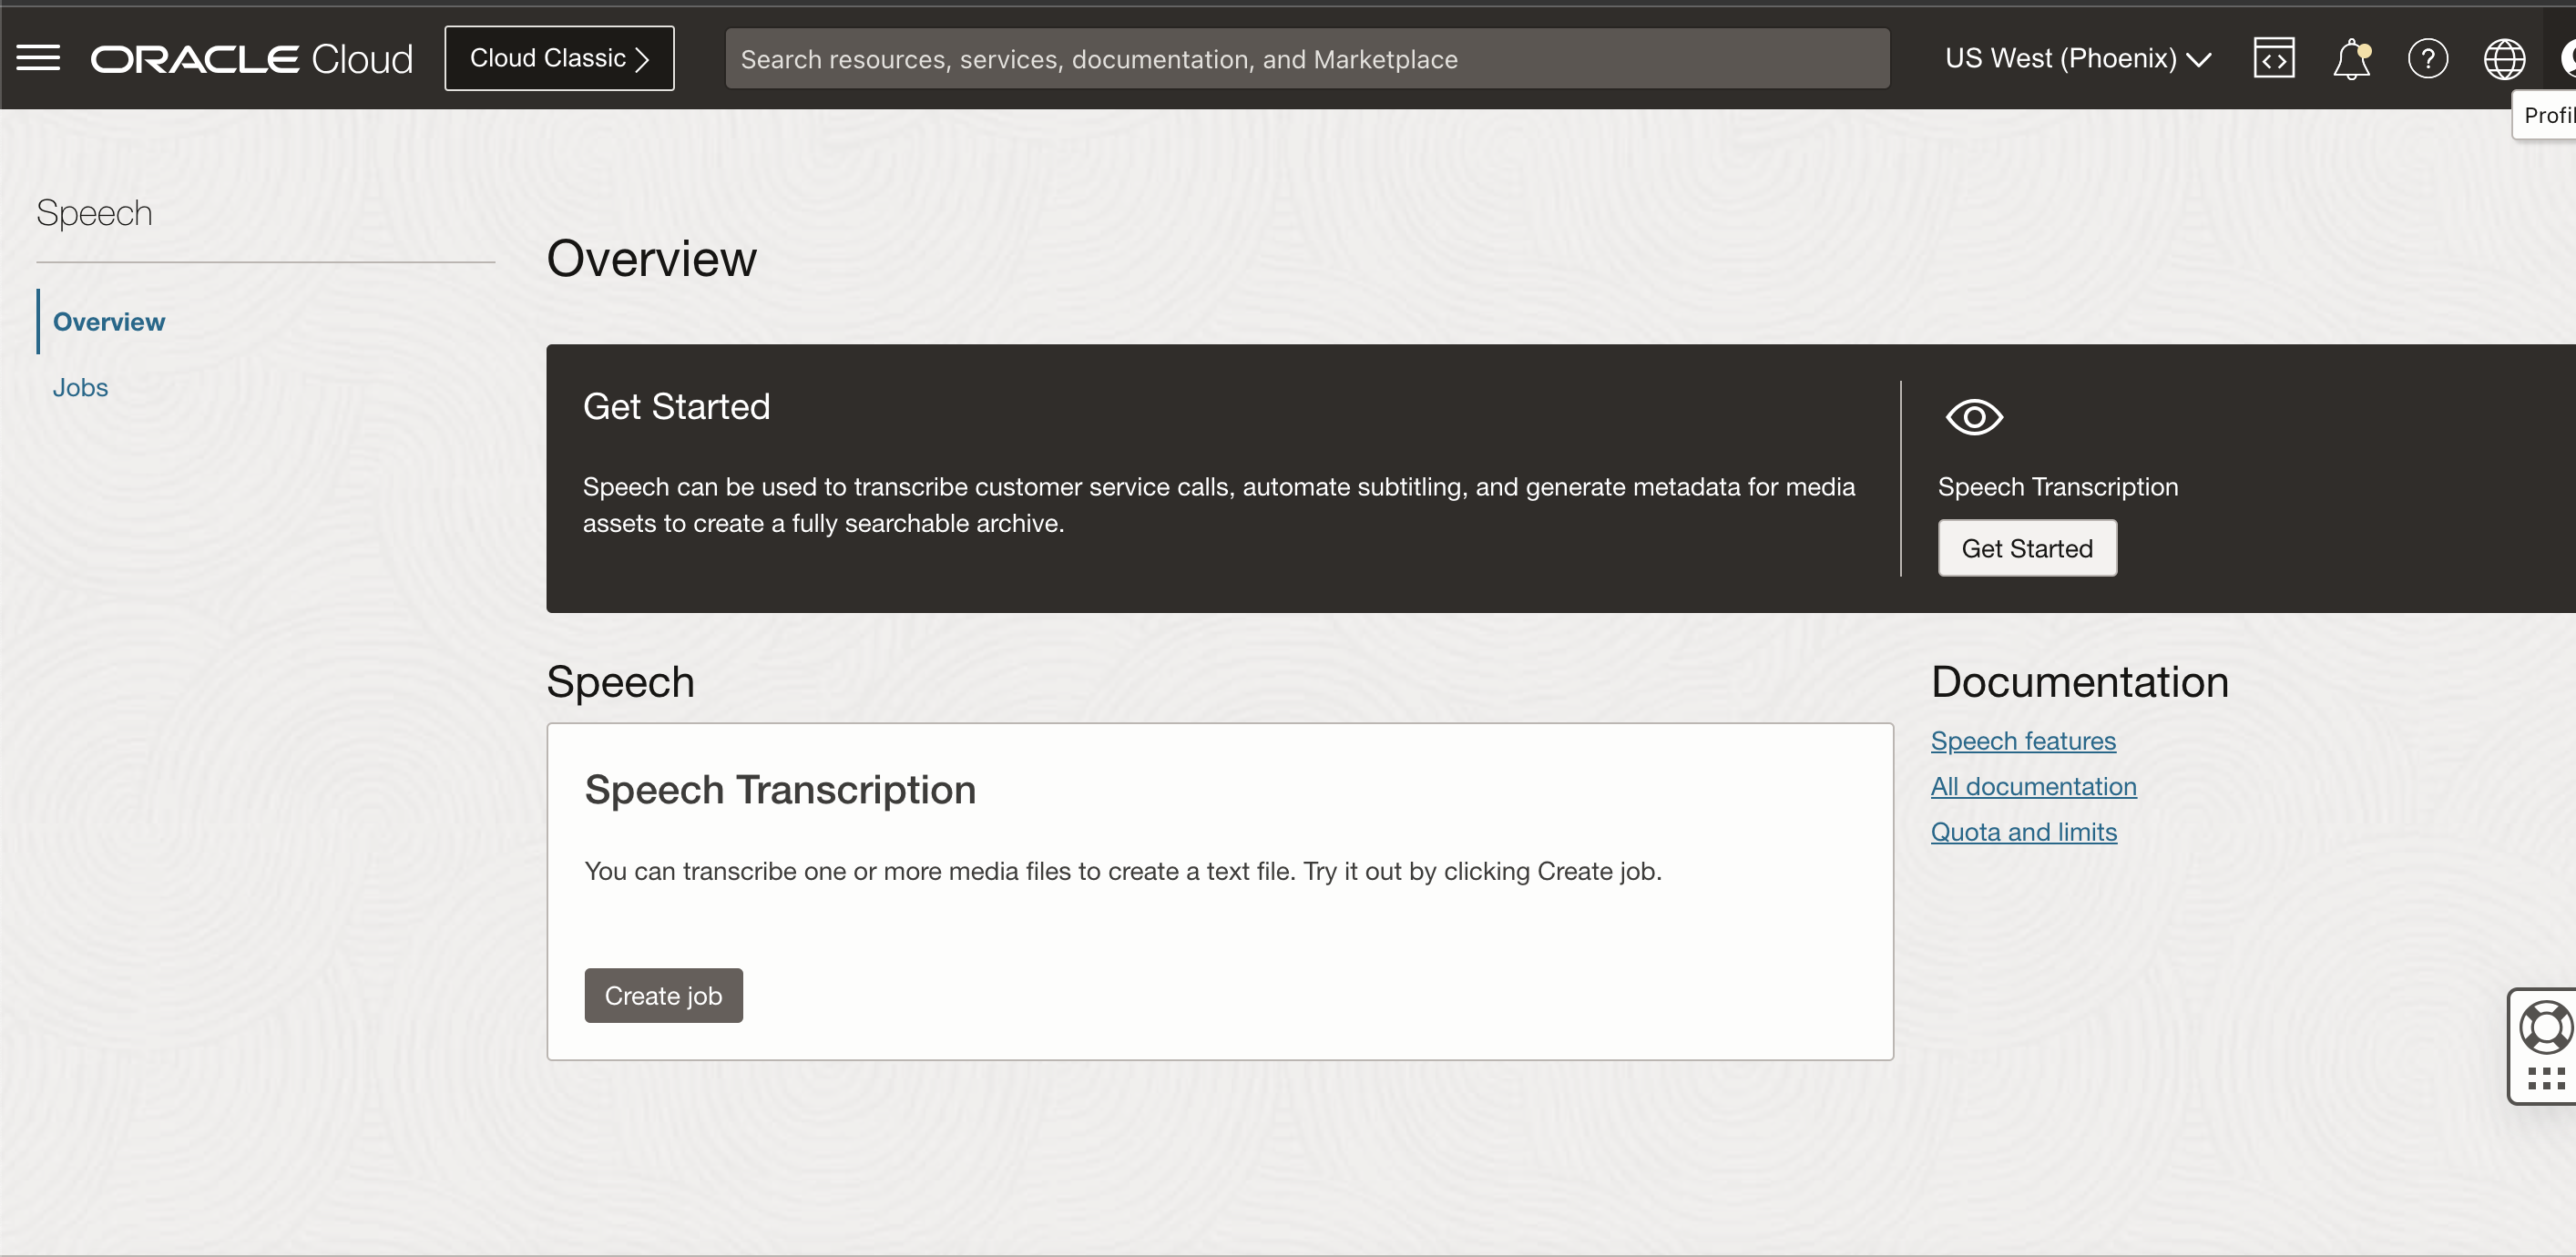 ORACLE Cloud
Cloud Classic
Search resources, services, documentation, and Marketplace
US West (Phoenix)
Speech
Overview
Jobs
Overview
Get Started
Speech can be used to transcribe customer service calls, automate subtitling, and generate metadata for media
assets to create a fully searchable archive.
Speech Transcription
Get Started
Speech
Speech Transcription
You can transcribe one or more media files to create a text file. Try it out by clicking Create job.
Create job
Documentation
Speech features
All documentation
Quota and limits